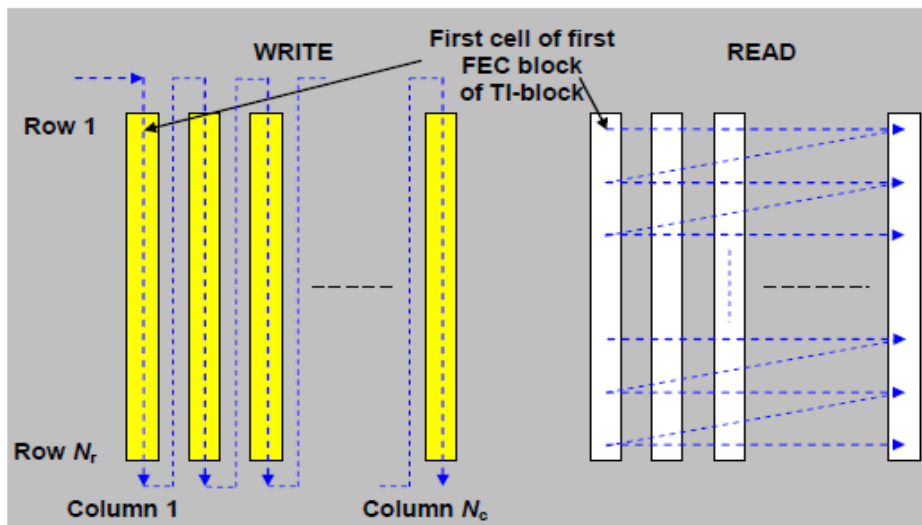 WRITE
First cell of first
FEC block
of TI-block
READ
Row 1
Row Nr
Column 1
Column Nc